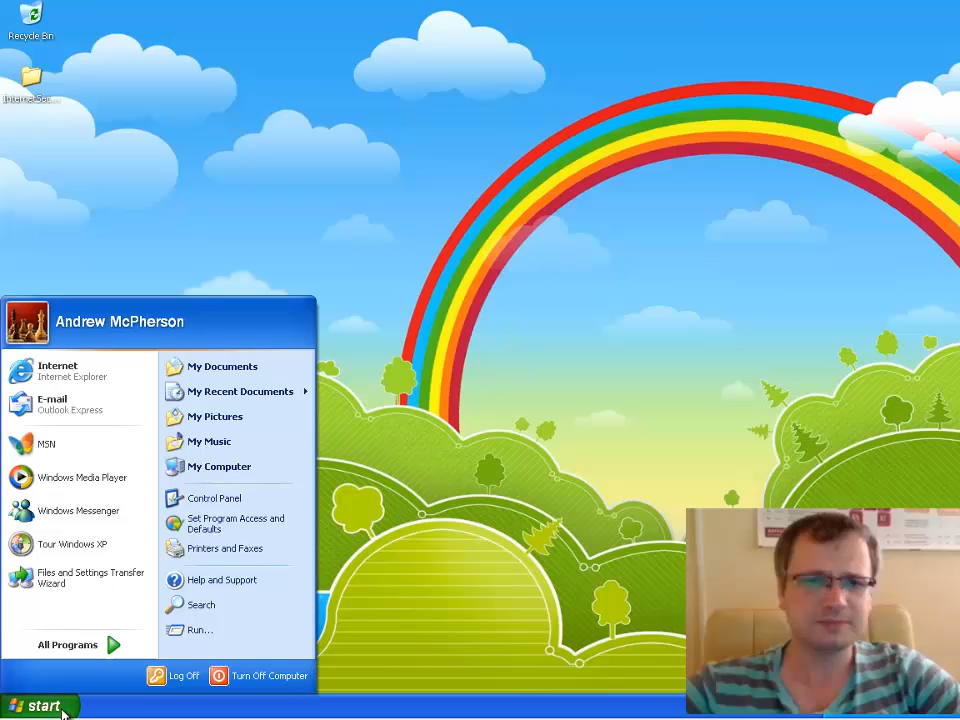 Recycle Bin
InternetSec...
Andrew McPherson
Internet
Internet Explorer
E-mail
Outlook Express
MSN
Windows Media Player
Windows Messenger
Tour Windows XP
Files and Settings Transfer
Wizard
All Programs
My Documents
My Recent Documents
My Pictures
My Music
My Computer
Control Panel
Set Program Access and
Defaults
Printers and Faxes
Help and Support
Search
Run...
Log Off
Turn Off Computer
start